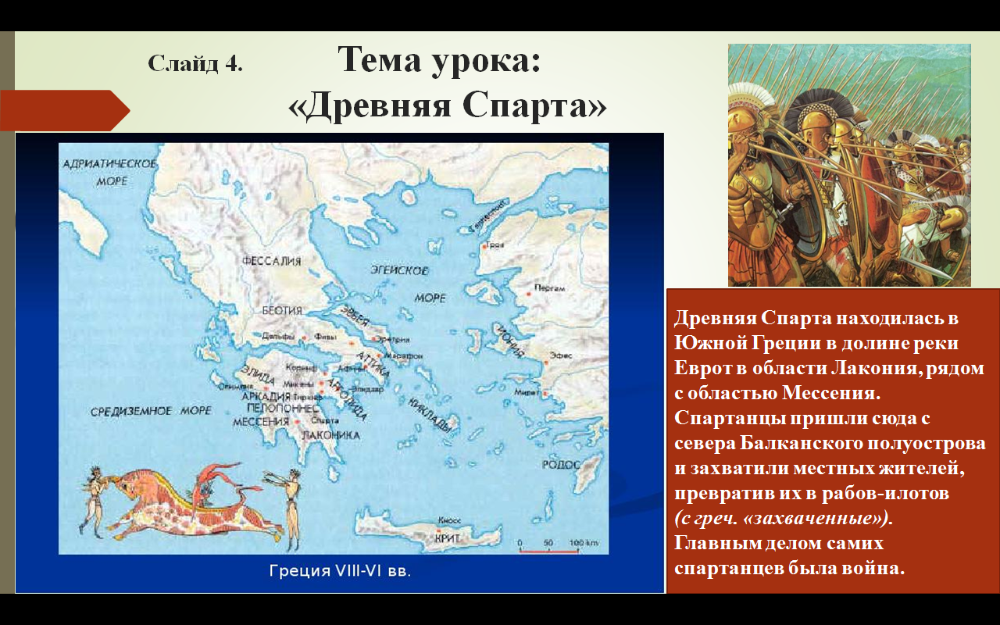 Слайд 4.
Тема урока:
«Древняя Спарта»
АДРИАТИЧЕСКОЕ
МОРЕ
Геллеспонт
Троя
ФЕССАЛИЯ
ЭГЕЙСКОЕ
МОРЕ
Пергам
БЕОТИЯ
ЭВБЕЯ
Дельфы
Фивы
Эретрия
ИОНИЯ
Марафон
Эфес
АТТИКА
Коринф
Афины
ЭЛИДА
Олимпия
Микены
Эпидавр
Милет
АРКАДИЯ
Тиринф
АРГОЛИДА
СРЕДИЗЕМНОЕ МОРЕ
ПЕЛОПОННЕС
КИКЛАДЫ
МЕССЕНИЯ
Спарта
ЛАКОНИКА
РОДОС
Кносс
КРИТ
0 50 100 km
Греция VIII-VI вв.
Древняя Спарта находилась в
Южной Греции в долине реки
Еврот в области Лакония, рядом
с областью Мессения.
Спартанцы пришли сюда с
севера Балканского полуострова
и захватили местных жителей,
превратив их в рабов-илотов
(с греч. «захваченные»).
Главным делом самих
спартанцев была война.